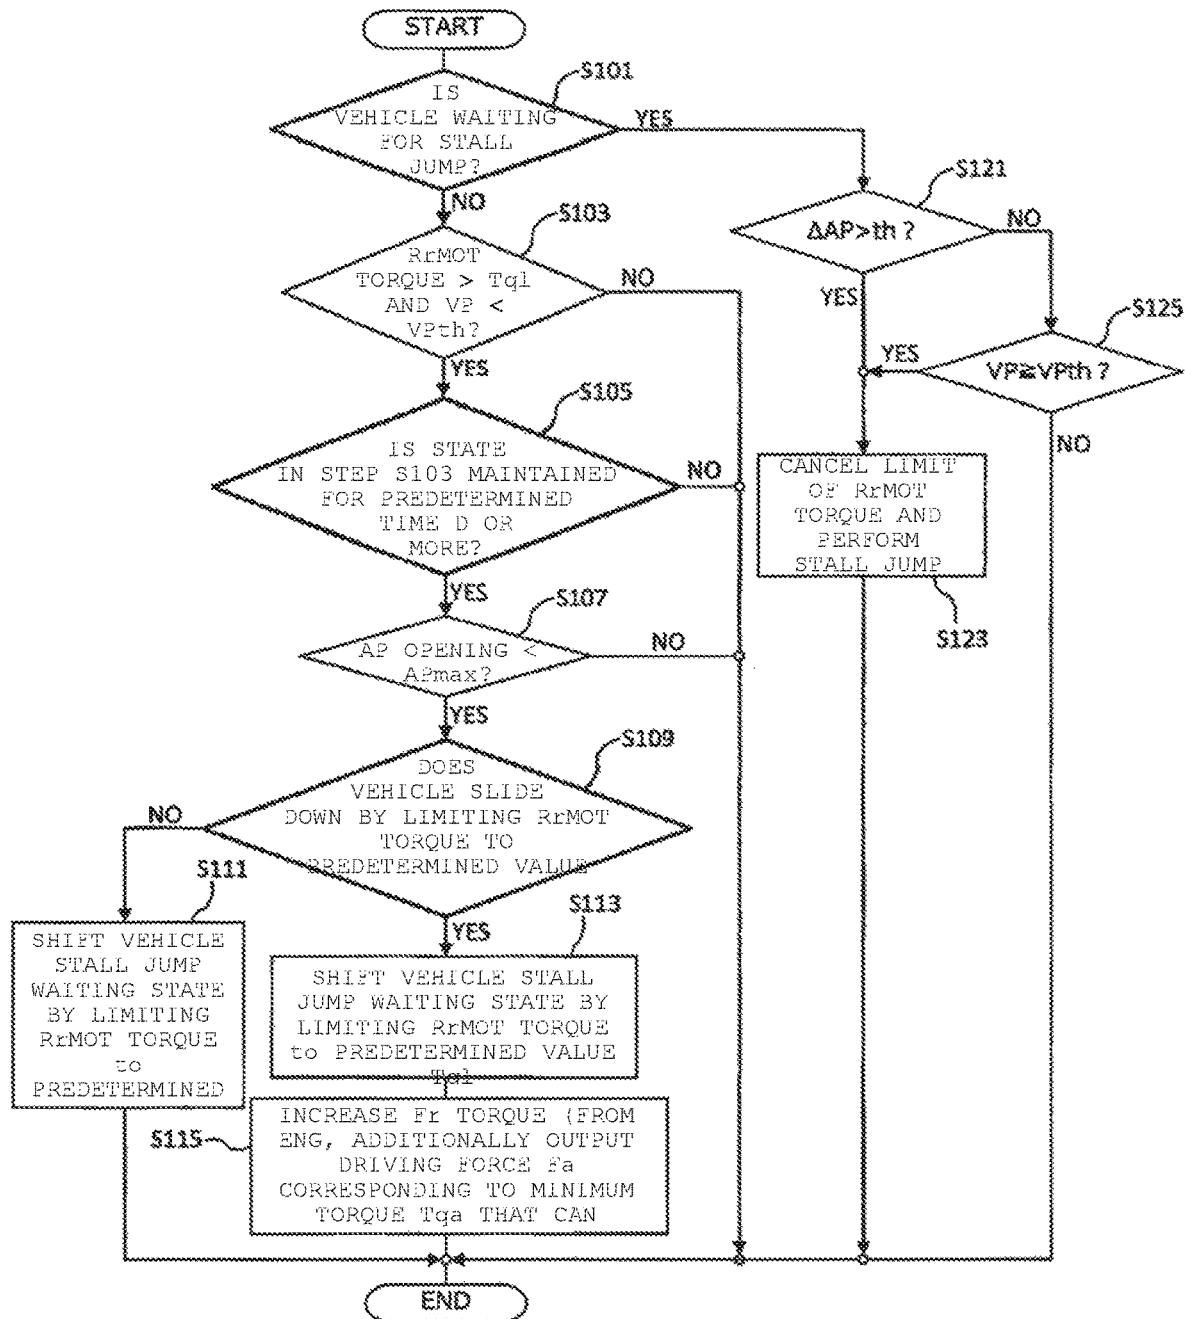 START
S101
IS
VEHICLE WAITING
FOR STALL
JUMP?
YES
NO
S121
ΔAP>th ?
NO
YES
S103
RrMOT
TORQUE > Tql
AND VP <
VPth?
NO
YES
S125
VP≧VPth ?
YES
NO
S105
IS STATE
IN STEP S103 MAINTAINED
FOR PREDETERMINED
TIME D OR
MORE?
NO
YES
CANCEL LIMIT
OF RrMOT
TORQUE AND
PERFORM
STALL JUMP
S123
S107
AP OPENING <
APmax?
NO
YES
S109
DOES
VEHICLE SLIDE
DOWN BY LIMITING RrMOT
TORQUE TO
PREDETERMINED VALUE
NO
YES
S111
SHIFT VEHICLE
STALL JUMP
WAITING STATE
BY LIMITING
RrMOT TORQUE
to
PREDETERMINED
S113
SHIFT VEHICLE STALL
JUMP WAITING STATE BY
LIMITING RrMOT TORQUE
to PREDETERMINED VALUE
Tql
S115
INCREASE Fr TORQUE (FROM
ENG, ADDITIONALLY OUTPUT
DRIVING FORCE Fa
CORRESPONDING TO MINIMUM
TORQUE Tqa THAT CAN
END